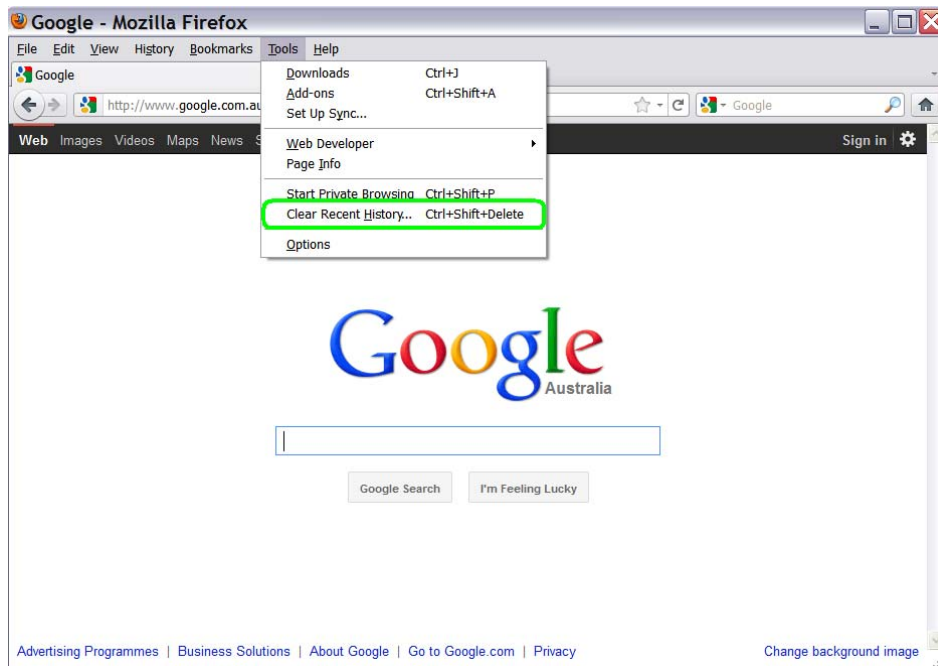 Google - Mozilla Firefox
File Edit View History Bookmarks Tools Help
Google
http://www.google.com.au
Google
Downloads Ctrl+J
Add-ons Ctrl+Shift+A
Set Up Sync...
Web Developer
Page Info
Start Private Browsing Ctrl+Shift+P
Clear Recent History... Ctrl+Shift+Delete
Options
Web Images Videos Maps News
Sign in
Google
Australia
Google Search I'm Feeling Lucky
Advertising Programmes | Business Solutions | About Google | Go to Google.com | Privacy
Change background image